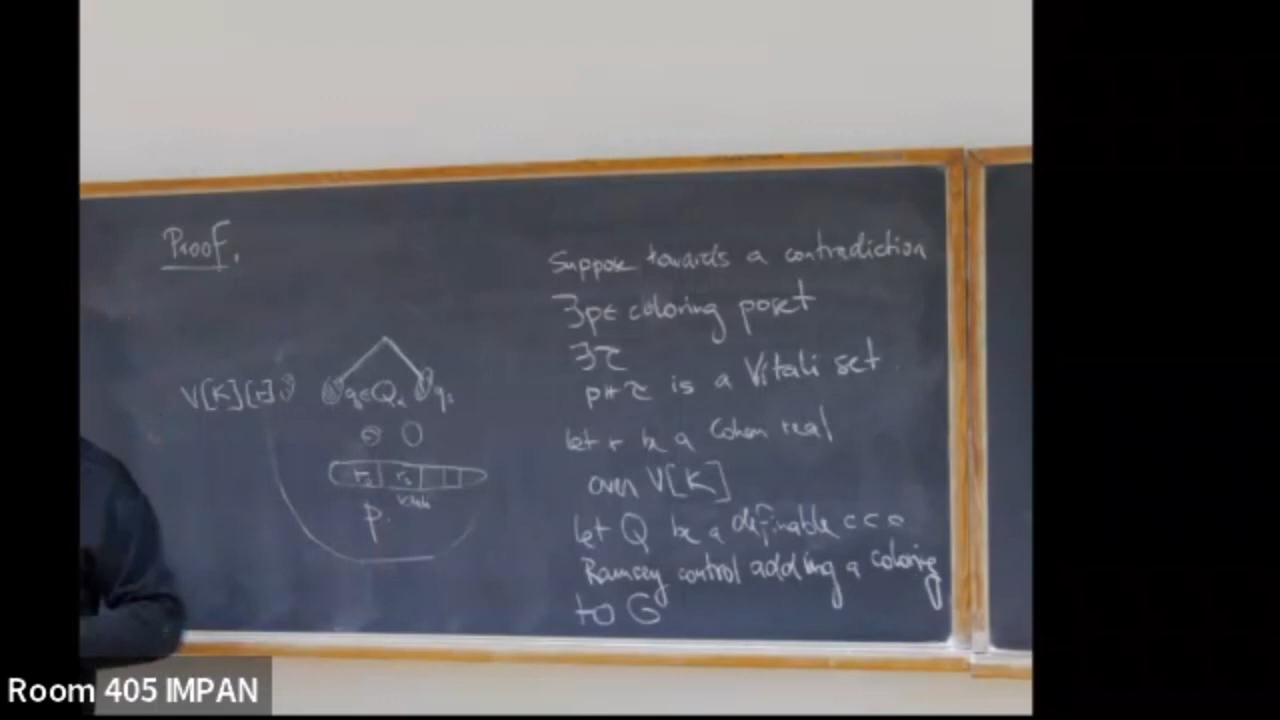 Proof.
Suppose towards a contradiction
∃p∈ coloring poset
∃τ
p⊩τ is a Vitali set.
let r be a Cohen real
over V[K]
let Q be a definable ccc
Ramsey control adding a coloring
to G
V[K][r]
p.
Room 405 IMPAN